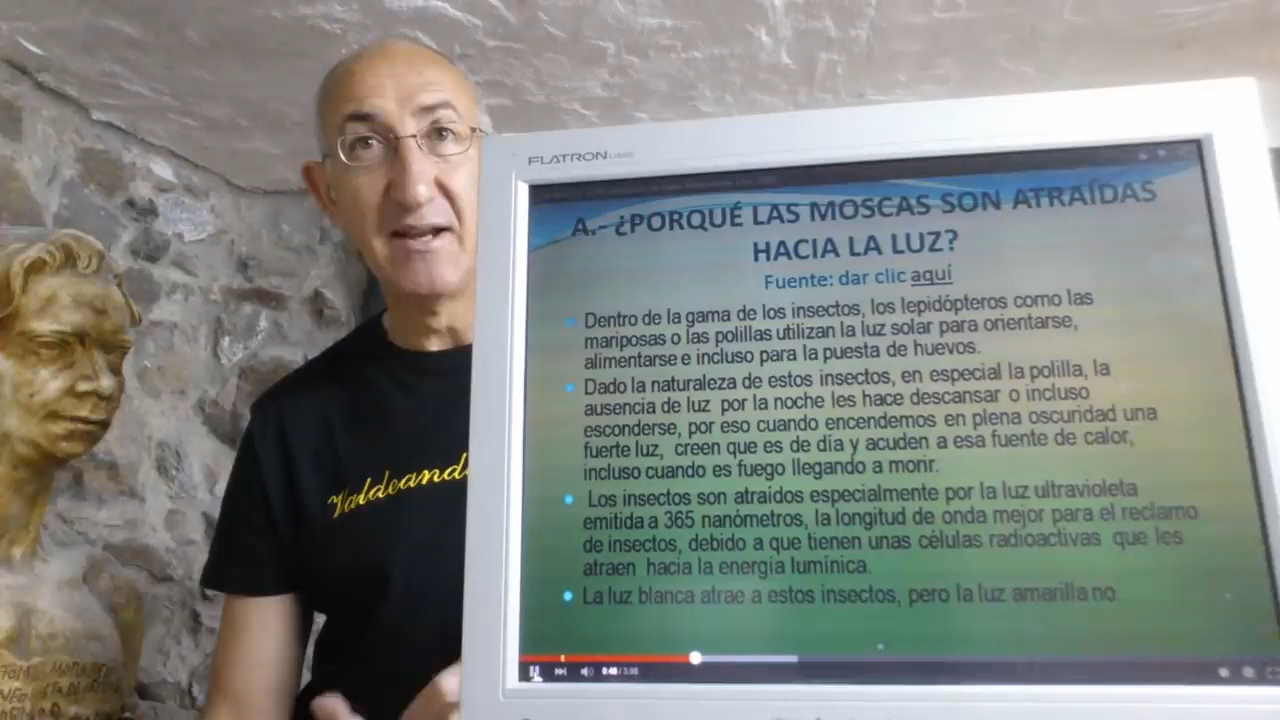 FLATRON
A.- ¿PORQUÉ LAS MOSCAS SON ATRAÍDAS
HACIA LA LUZ?
Fuente: dar clic aquí
Dentro de la gama de los insectos, los lepidópteros como las
mariposas o las polillas utilizan la luz solar para orientarse,
alimentarse e incluso para la puesta de huevos.
Dado la naturaleza de estos insectos, en especial la polilla, la
ausencia de luz por la noche les hace descansar o incluso
esconderse, por eso cuando encendemos en plena oscuridad una
fuerte luz, creen que es de día y acuden a esa fuente de calor,
incluso cuando es fuego llegando a morir.
Los insectos son atraídos especialmente por la luz ultravioleta
emitida a 365 nanómetros, la longitud de onda mejor para el reclamo
de insectos, debido a que tienen unas células radioactivas que les
atraen hacia la energía lumínica.
La luz blanca atrae a estos insectos, pero la luz amarilla no.
Valdeande